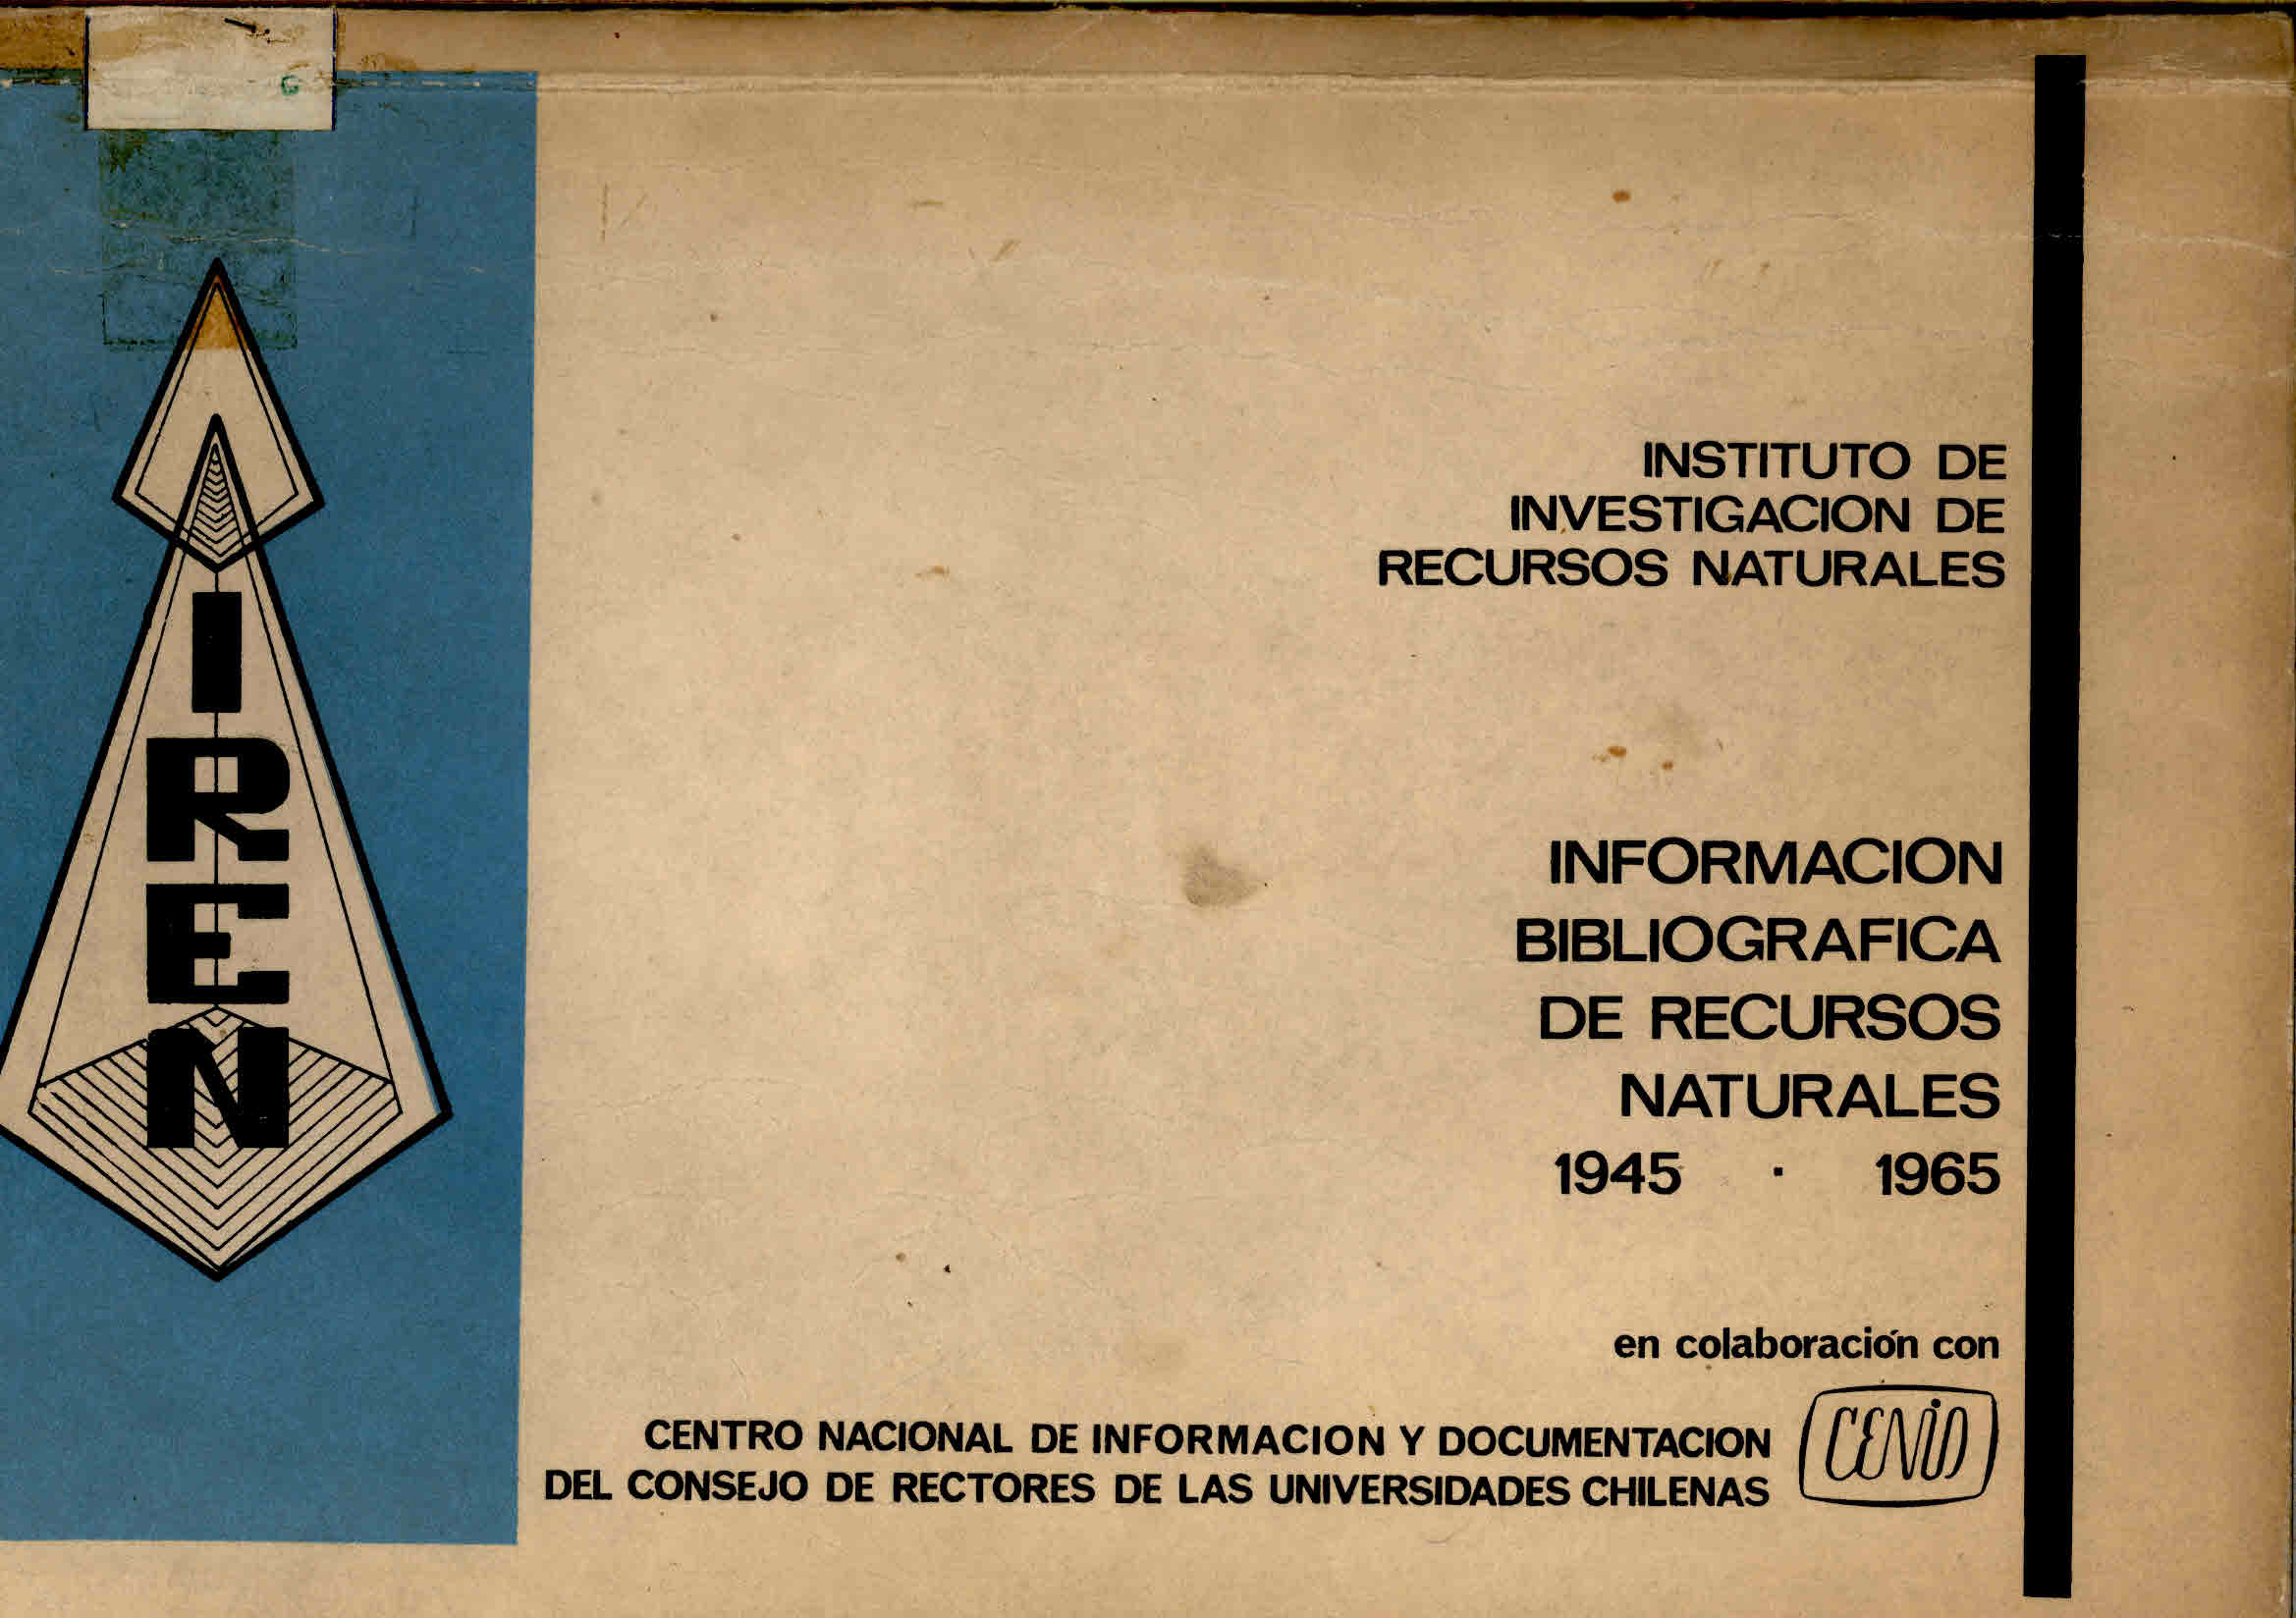 IREN
INSTITUTO DE
INVESTIGACION DE
RECURSOS NATURALES
INFORMACION
BIBLIOGRAFICA
DE RECURSOS
NATURALES
1945 · 1965
en colaboración con
CENTRO NACIONAL DE INFORMACION Y DOCUMENTACION
DEL CONSEJO DE RECTORES DE LAS UNIVERSIDADES CHILENAS
CENID